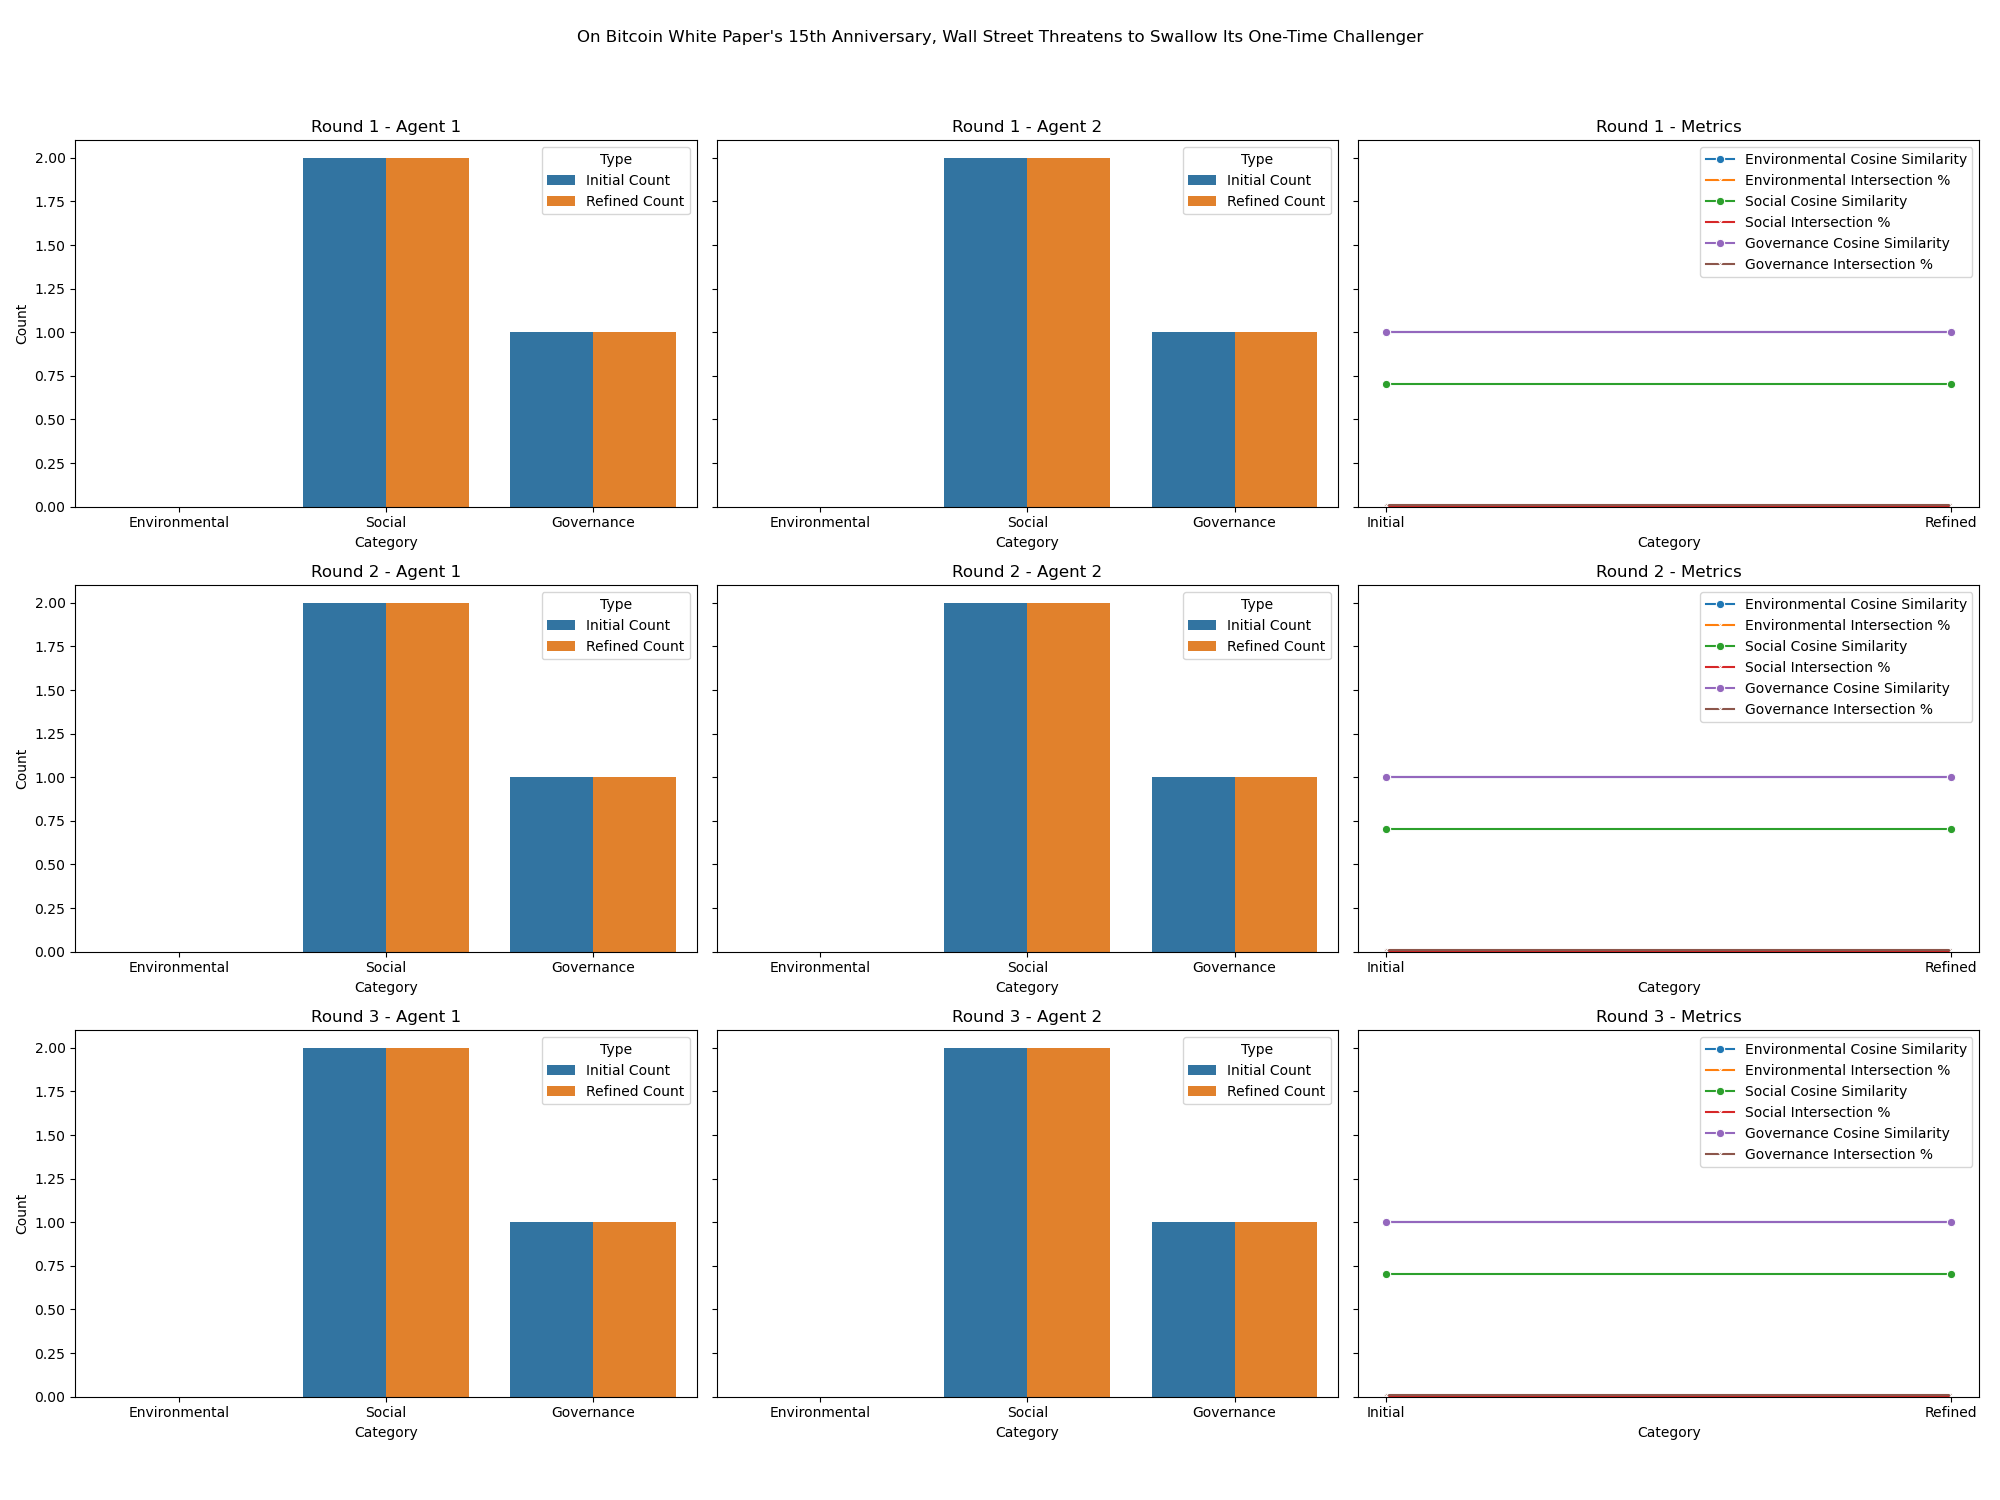 On Bitcoin White Paper's 15th Anniversary, Wall Street Threatens to Swallow Its One-Time Challenger
Round 1 - Agent 1
Count
2.00
1.75
1.50
1.25
1.00
0.75
0.50
0.25
0.00
Type
Initial Count
Refined Count
Environmental
Social
Governance
Category
Round 1 - Agent 2
Type
Initial Count
Refined Count
Environmental
Social
Governance
Category
Round 1 - Metrics
Environmental Cosine Similarity
Environmental Intersection %
Social Cosine Similarity
Social Intersection %
Governance Cosine Similarity
Governance Intersection %
Initial
Refined
Category
Round 2 - Agent 1
Count
2.00
1.75
1.50
1.25
1.00
0.75
0.50
0.25
0.00
Type
Initial Count
Refined Count
Environmental
Social
Governance
Category
Round 2 - Agent 2
Type
Initial Count
Refined Count
Environmental
Social
Governance
Category
Round 2 - Metrics
Environmental Cosine Similarity
Environmental Intersection %
Social Cosine Similarity
Social Intersection %
Governance Cosine Similarity
Governance Intersection %
Initial
Refined
Category
Round 3 - Agent 1
Count
2.00
1.75
1.50
1.25
1.00
0.75
0.50
0.25
0.00
Type
Initial Count
Refined Count
Environmental
Social
Governance
Category
Round 3 - Agent 2
Type
Initial Count
Refined Count
Environmental
Social
Governance
Category
Round 3 - Metrics
Environmental Cosine Similarity
Environmental Intersection %
Social Cosine Similarity
Social Intersection %
Governance Cosine Similarity
Governance Intersection %
Initial
Refined
Category